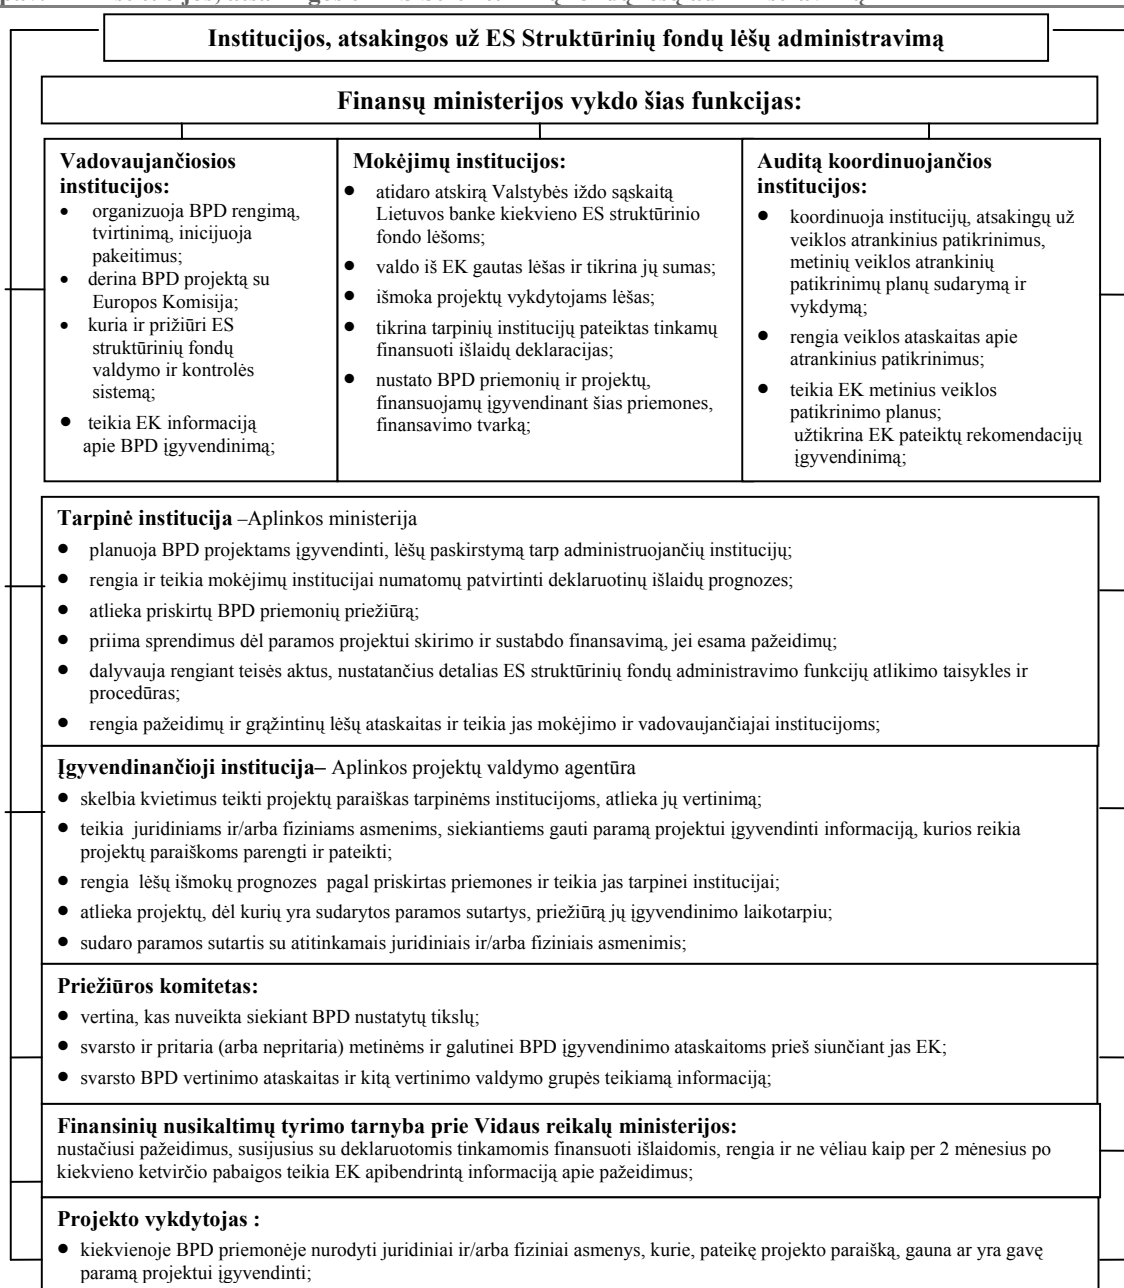 Institucijos, atsakingos už ES Struktūrinių fondų lėšų administravimą
Finansų ministerijos vykdo šias funkcijas:
Vadovaujančiosios
institucijos:
• organizuoja BPD rengimą,
tvirtinimą, inicijuoja
pakeitimus;
• derina BPD projektą su
Europos Komisija;
• kuria ir prižiūri ES
struktūrinių fondų
valdymo ir kontrolės
sistemą;
• teikia EK informaciją
apie BPD įgyvendinimą;
Mokėjimų institucijos:
• atidaro atskirą Valstybės iždo sąskaitą
Lietuvos banke kiekvieno ES struktūrinio
fondo lėšoms;
• valdo iš EK gautas lėšas ir tikrina jų sumas;
• išmoka projektų vykdytojams lėšas;
• tikrina tarpinių institucijų pateiktas tinkamų
finansuoti išlaidų deklaracijas;
• nustato BPD priemonių ir projektų,
finansuojamų įgyvendinant šias priemones,
finansavimo tvarką;
Auditą koordinuojančios
institucijos:
• koordinuoja institucijų, atsakingų už
veiklos atrankinius patikrinimus,
metinių veiklos atrankinių
patikrinimų planų sudarymą ir
vykdymą;
• rengia veiklos ataskaitas apie
atrankinius patikrinimus;
• teikia EK metinius veiklos
patikrinimo planus;
užtikrina EK pateiktų rekomendacijų
įgyvendinimą;
Tarpinė institucija –Aplinkos ministerija
• planuoja BPD projektams įgyvendinti, lėšų paskirstymą tarp administruojančių institucijų;
• rengia ir teikia mokėjimų institucijai numatomų patvirtinti deklaruotinų išlaidų prognozes;
• atlieka priskirtų BPD priemonių priežiūrą;
• priima sprendimus dėl paramos projektui skirimo ir sustabdo finansavimą, jei esama pažeidimų;
• dalyvauja rengiant teisės aktus, nustatančius detalias ES struktūrinių fondų administravimo funkcijų atlikimo taisykles ir
procedūras;
• rengia pažeidimų ir grąžintinų lėšų ataskaitas ir teikia jas mokėjimo ir vadovaujančiajai institucijoms;
Įgyvendinančioji institucija– Aplinkos projektų valdymo agentūra
• skelbia kvietimus teikti projektų paraiškas tarpinėms institucijoms, atlieka jų vertinimą;
• teikia juridiniams ir/arba fiziniams asmenims, siekiantiems gauti paramą projektui įgyvendinti informaciją, kurios reikia
projektų paraiškoms parengti ir pateikti;
• rengia lėšų išmokų prognozes pagal priskirtas priemones ir teikia jas tarpinei institucijai;
• atlieka projektų, dėl kurių yra sudarytos paramos sutartys, priežiūrą jų įgyvendinimo laikotarpiu;
• sudaro paramos sutartis su atitinkamais juridiniais ir/arba fiziniais asmenimis;
Priežiūros komitetas:
• vertina, kas nuveikta siekiant BPD nustatytų tikslų;
• svarsto ir pritaria (arba nepritaria) metinėms ir galutinei BPD įgyvendinimo ataskaitoms prieš siunčiant jas EK;
• svarsto BPD vertinimo ataskaitas ir kitą vertinimo valdymo grupės teikiamą informaciją;
Finansinių nusikaltimų tyrimo tarnyba prie Vidaus reikalų ministerijos:
nustačiusi pažeidimus, susijusius su deklaruotomis tinkamomis finansuoti išlaidomis, rengia ir ne vėliau kaip per 2 mėnesius po
kiekvieno ketvirčio pabaigos teikia EK apibendrintą informaciją apie pažeidimus;
Projekto vykdytojas :
• kiekvienoje BPD priemonėje nurodyti juridiniai ir/arba fiziniai asmenys, kurie, pateikę projekto paraišką, gauna ar yra gavę
paramą projektui įgyvendinti;